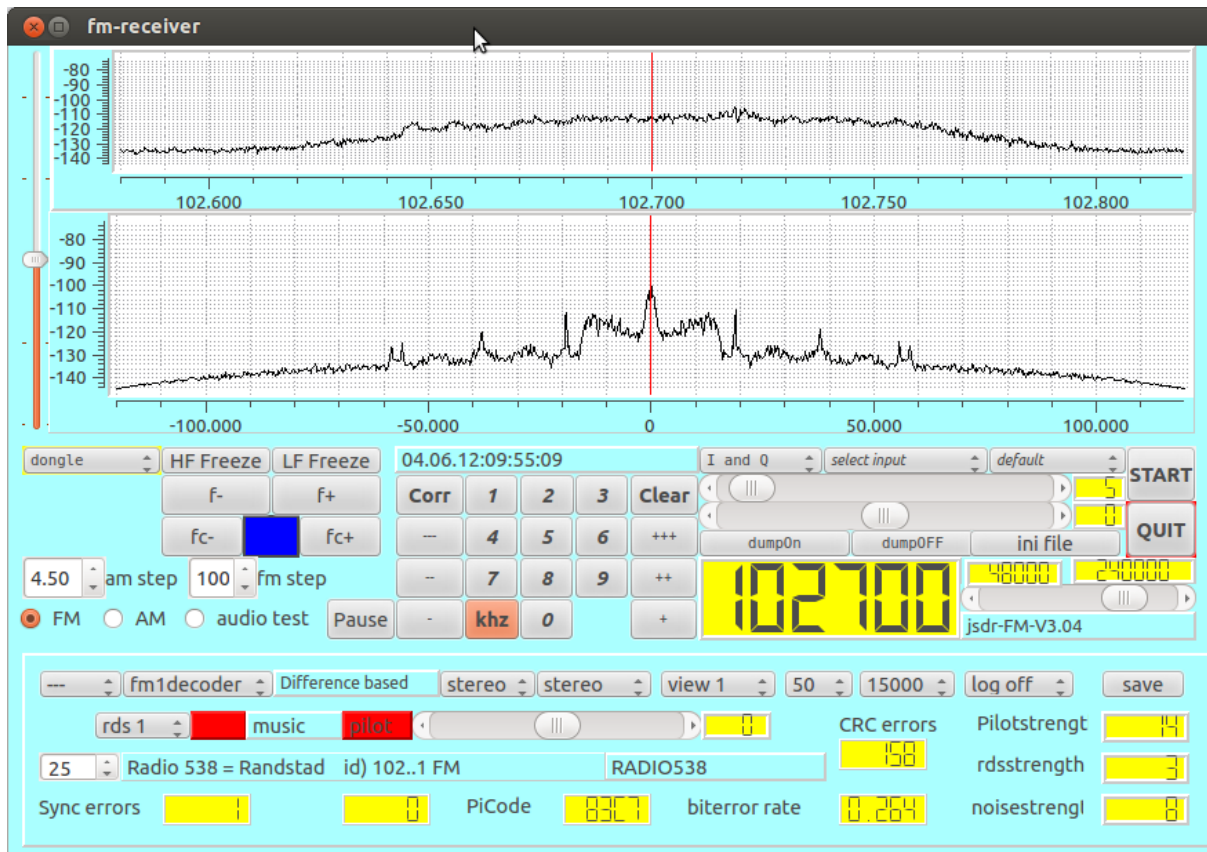 fm-receiver
-80
-90
-100
-110
-120
-130
-140
102.600 102.650 102.700 102.750 102.800
-80
-90
-100
-110
-120
-130
-140
-100.000 -50.000 0 50.000 100.000
dongle HF Freeze LF Freeze 04.06.12:09:55:09 I and Q select input default START
f- f+ Corr 1 2 3 Clear 5
fc- fc+ --- 4 5 6 +++ 0 QUIT
dumpOn dumpOFF ini file
4.50 am step 100 fm step -- 7 8 9 ++ 102700 48000 240000
FM AM audio test Pause - khz 0 + jsdr-FM-V3.04
--- fm1decoder Difference based stereo stereo view 1 50 15000 log off save
rds 1 music pilot 0 CRC errors Pilotstrengt 14
25 Radio 538 = Randstad id) 102..1 FM RADIO538 158 rdsstrength 3
Sync errors 1 0 PiCode 83C7 biterror rate 0.264 noisestrengt 8